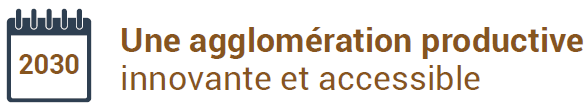 2030
Une agglomération productive
innovante et accessible